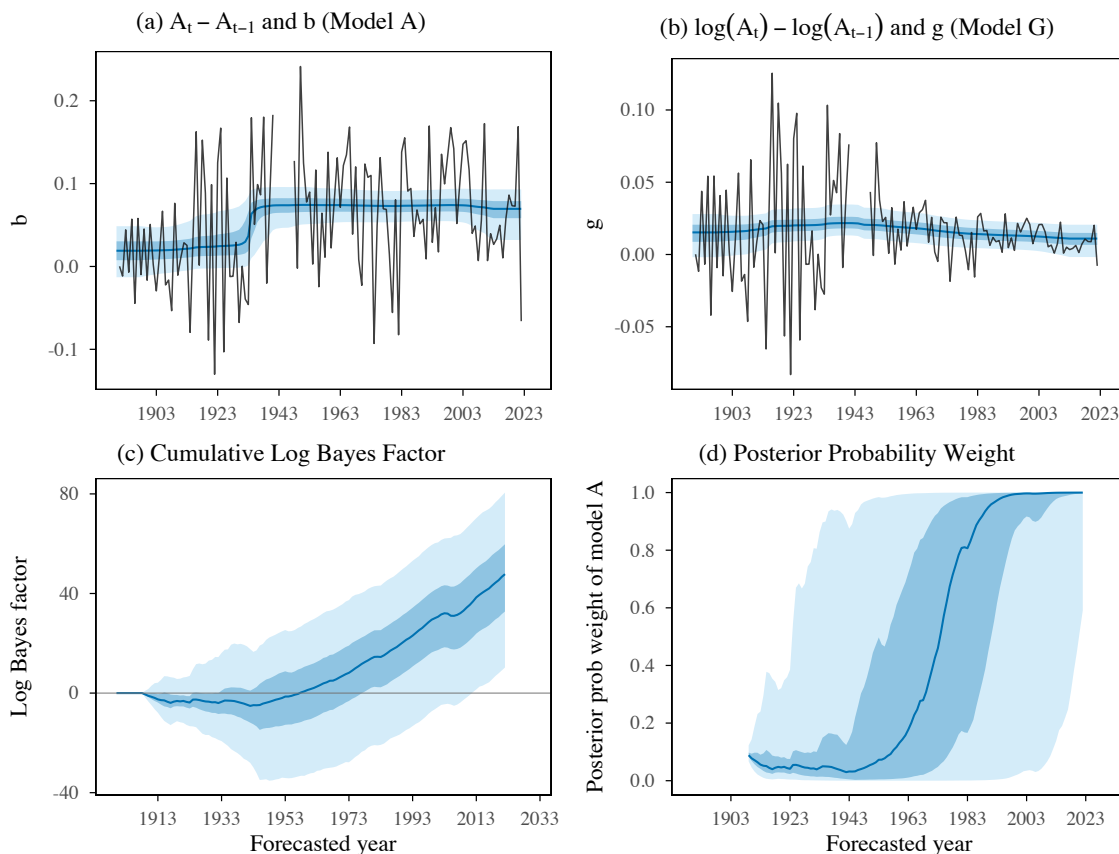 (a) Aₜ − Aₜ₋₁ and b (Model A)
b
0.2
0.1
0.0
-0.1
1903 1923 1943 1963 1983 2003 2023
(b) log(Aₜ) − log(Aₜ₋₁) and g (Model G)
g
0.10
0.05
0.00
-0.05
1903 1923 1943 1963 1983 2003 2023
(c) Cumulative Log Bayes Factor
Log Bayes factor
80
40
0
-40
1913 1933 1953 1973 1993 2013 2033
Forecasted year
(d) Posterior Probability Weight
Posterior prob weight of model A
1.0
0.8
0.6
0.4
0.2
0.0
1903 1923 1943 1963 1983 2003 2023
Forecasted year